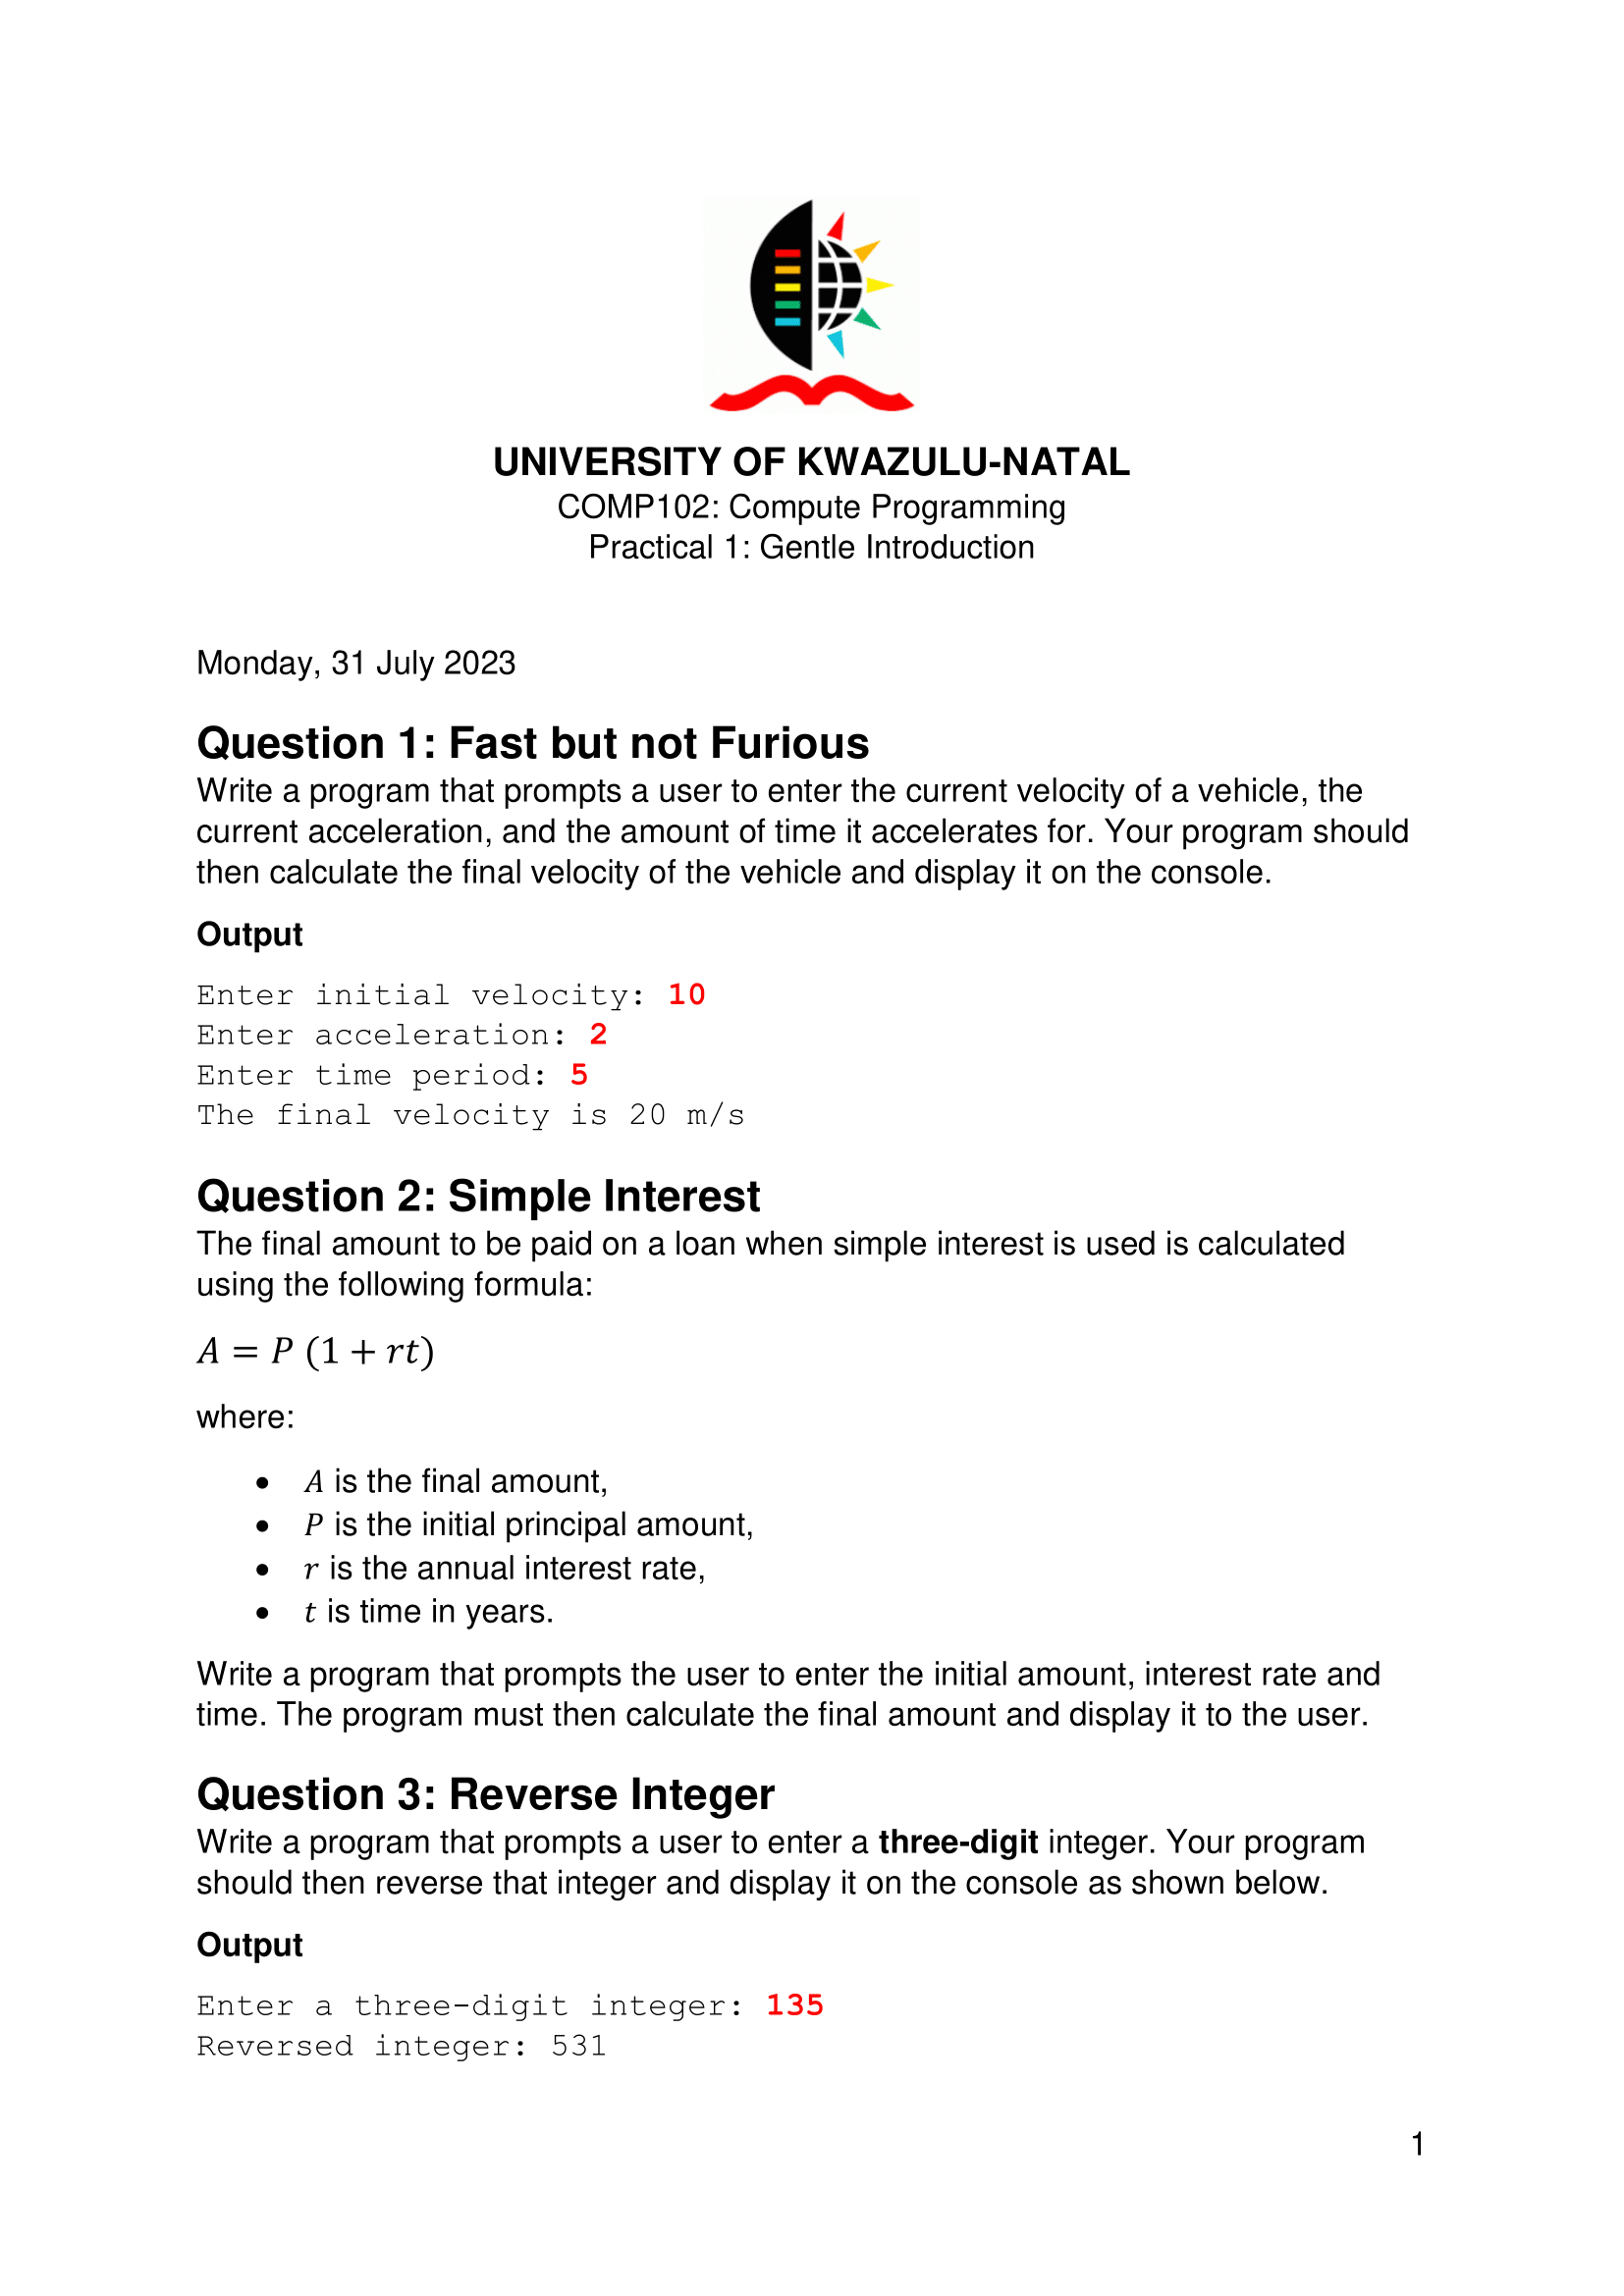 UNIVERSITY OF KWAZULU-NATAL
COMP102: Compute Programming
Practical 1: Gentle Introduction
Monday, 31 July 2023
Question 1: Fast but not Furious
Write a program that prompts a user to enter the current velocity of a vehicle, the
current acceleration, and the amount of time it accelerates for. Your program should
then calculate the final velocity of the vehicle and display it on the console.
Output
Enter initial velocity: 10
Enter acceleration: 2
Enter time period: 5
The final velocity is 20 m/s
Question 2: Simple Interest
The final amount to be paid on a loan when simple interest is used is calculated
using the following formula:
𝐴 = 𝑃 (1 + 𝑟𝑡)
where:
• 𝐴 is the final amount,
• 𝑃 is the initial principal amount,
• 𝑟 is the annual interest rate,
• 𝑡 is time in years.
Write a program that prompts the user to enter the initial amount, interest rate and
time. The program must then calculate the final amount and display it to the user.
Question 3: Reverse Integer
Write a program that prompts a user to enter a three-digit integer. Your program
should then reverse that integer and display it on the console as shown below.
Output
Enter a three-digit integer: 135
Reversed integer: 531
1